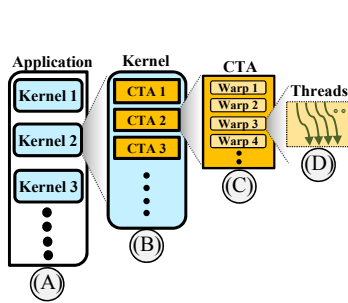 Application
Kernel 1
Kernel 2
Kernel 3
(A)
Kernel
CTA 1
CTA 2
CTA 3
(B)
CTA
Warp 1
Warp 2
Warp 3
Warp 4
(C)
Threads
(D)